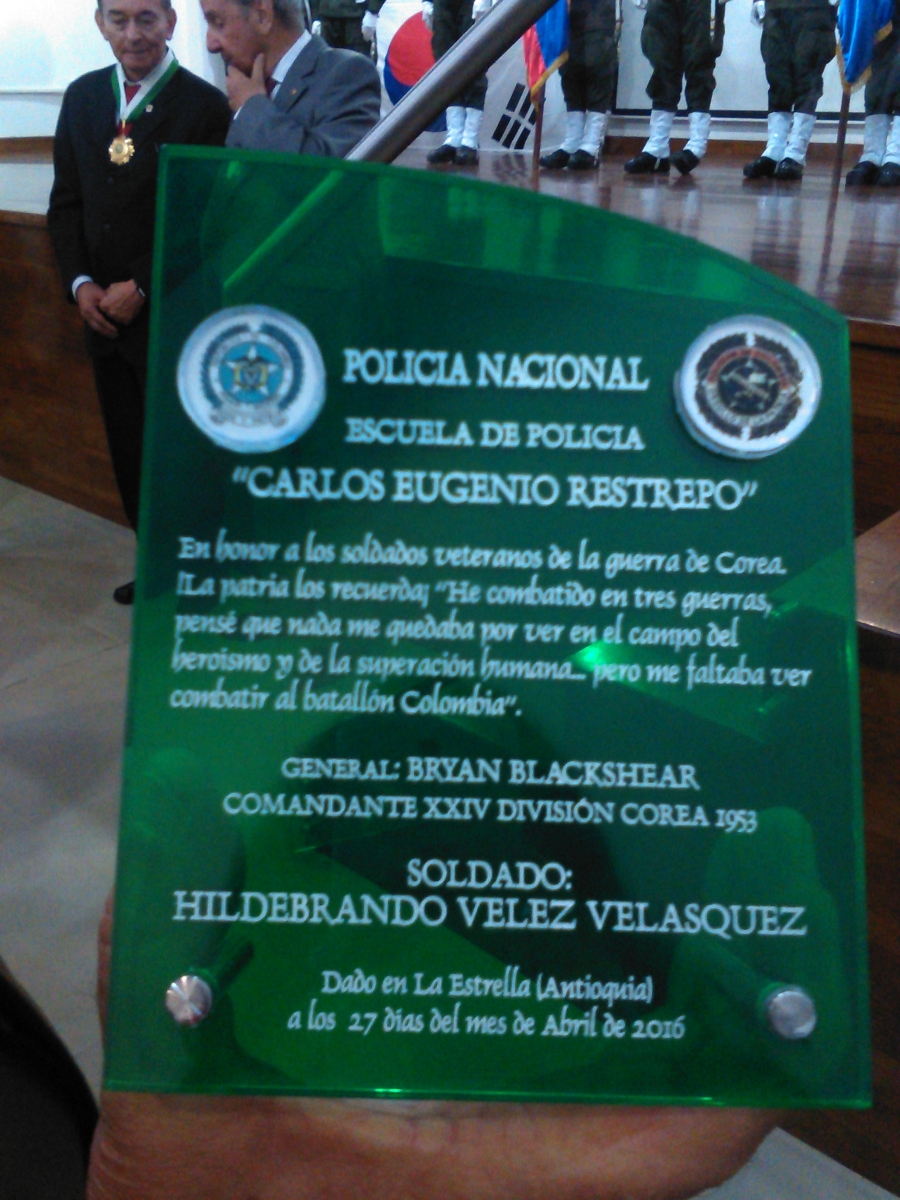 POLICIA NACIONAL
ESCUELA DE POLICIA
"CARLOS EUGENIO RESTREPO"
En honor a los soldados veteranos de la guerra de Corea.
!La patria los recuerda; "He combatido en tres guerras,
pensé que nada me quedaba por ver en el campo del
heroismo y de la superación humana... pero me faltaba ver
combatir al batallón Colombia".
GENERAL: BRYAN BLACKSHEAR
COMANDANTE XXIV DIVISIÓN COREA 1953
SOLDADO:
HILDEBRANDO VELEZ VELASQUEZ
Dado en La Estrella (Antioquia)
a los 27 dias del mes de Abril de 2016